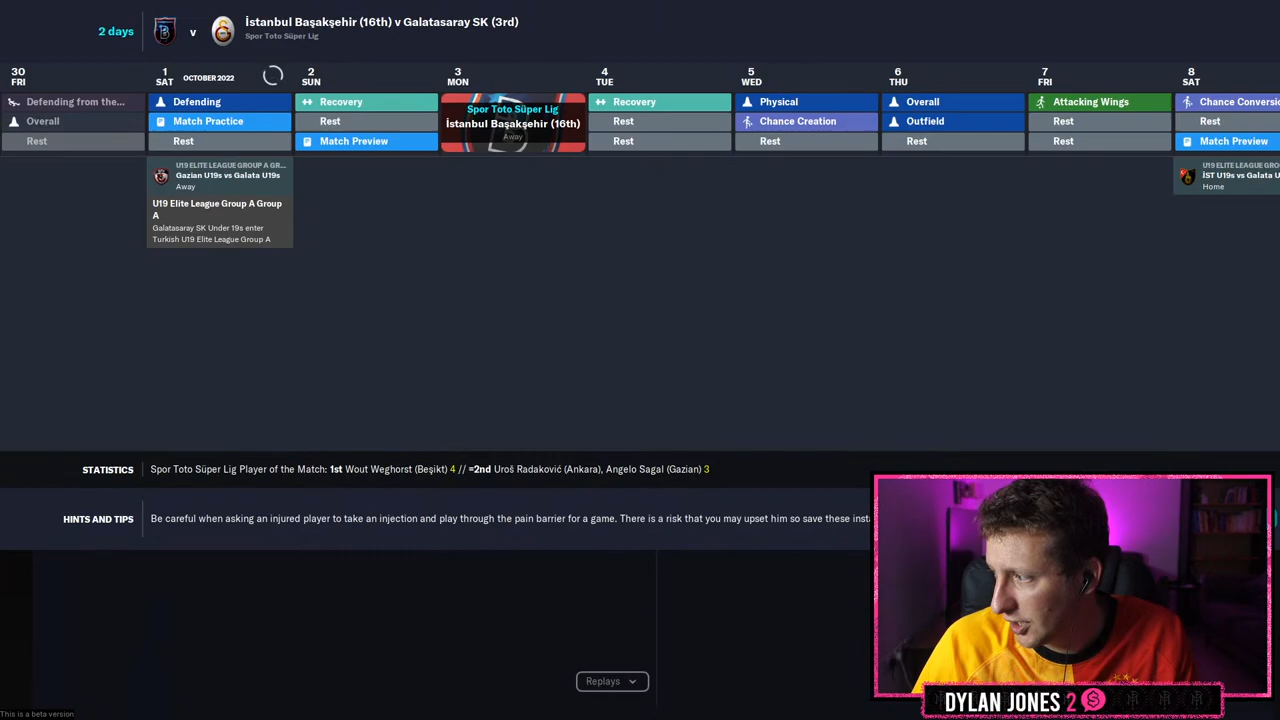 2 days
v
İstanbul Başakşehir (16th) v Galatasaray SK (3rd)
Spor Toto Süper Lig
30
FRI
1
SAT
OCTOBER 2022
2
SUN
3
MON
4
TUE
5
WED
6
THU
7
FRI
8
SAT
Defending from the...
Overall
Rest
Defending
Match Practice
Rest
Recovery
Rest
Match Preview
Spor Toto Süper Lig
İstanbul Başakşehir (16th)
Away
Recovery
Rest
Rest
Physical
Chance Creation
Rest
Overall
Outfield
Rest
Attacking Wings
Rest
Rest
Chance Conversio
Rest
Match Preview
U19 ELITE LEAGUE GROUP A GR...
Gazian U19s vs Galata U19s
Away
U19 Elite League Group A Group
A
Galatasaray SK Under 19s enter
Turkish U19 Elite League Group A
U19 ELITE LEAGUE GROU
İST U19s vs Galata U
Home
STATISTICS
Spor Toto Süper Lig Player of the Match: 1st Wout Weghorst (Beşikt) 4 // =2nd Uroš Radaković (Ankara), Angelo Sagal (Gazian) 3
HINTS AND TIPS
Be careful when asking an injured player to take an injection and play through the pain barrier for a game. There is a risk that you may upset him so save these inst
Replays
DYLAN JONES 2
This is a beta version